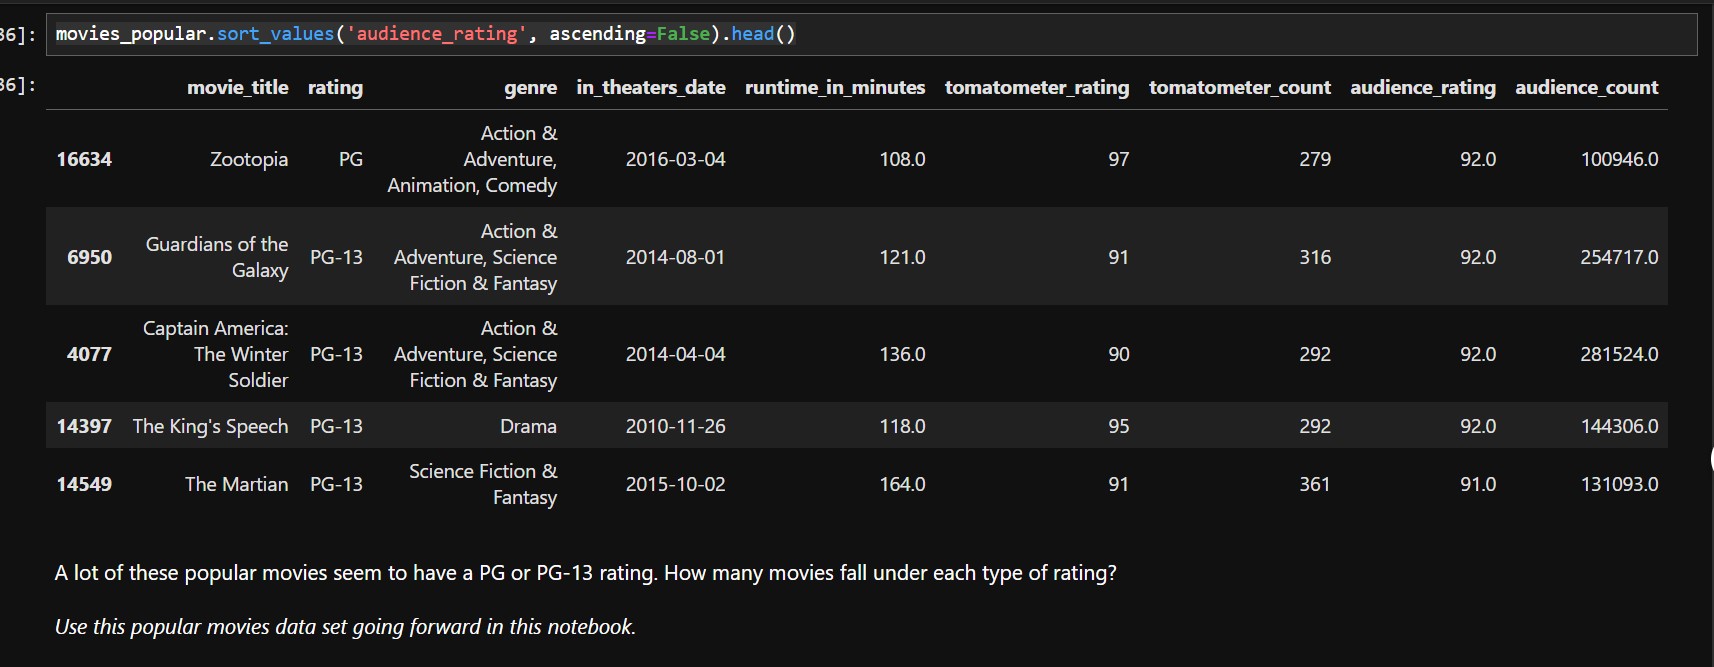 36]: movies_popular.sort_values('audience_rating', ascending=False).head()
36]:
movie_title rating genre in_theaters_date runtime_in_minutes tomatometer_rating tomatometer_count audience_rating audience_count
Action &
16634 Zootopia PG Adventure, 2016-03-04 108.0 97 279 92.0 100946.0
Animation, Comedy
Action &
Guardians of the
6950 PG-13 Adventure, Science 2014-08-01 121.0 91 316 92.0 254717.0
Galaxy
Fiction & Fantasy
Captain America: Action &
4077 The Winter PG-13 Adventure, Science 2014-04-04 136.0 90 292 92.0 281524.0
Soldier Fiction & Fantasy
14397 The King's Speech PG-13 Drama 2010-11-26 118.0 95 292 92.0 144306.0
Science Fiction &
14549 The Martian PG-13 2015-10-02 164.0 91 361 91.0 131093.0
Fantasy
A lot of these popular movies seem to have a PG or PG-13 rating. How many movies fall under each type of rating?
Use this popular movies data set going forward in this notebook.